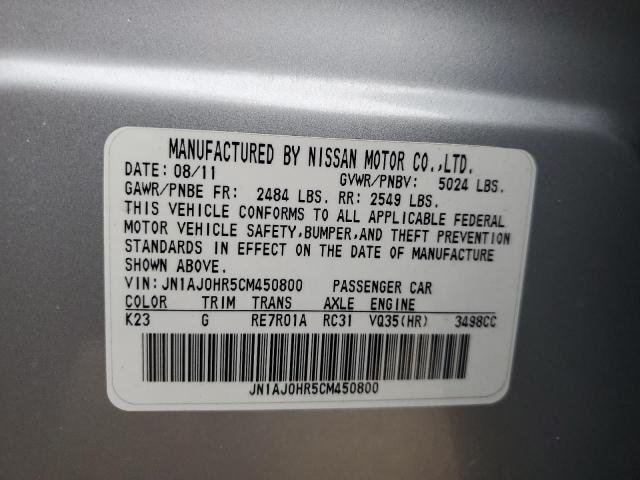 MANUFACTURED BY NISSAN MOTOR CO.,LTD.
DATE: 08/11 GVWR/PNBV: 5024 LBS.
GAWR/PNBE FR: 2484 LBS. RR: 2549 LBS.
THIS VEHICLE CONFORMS TO ALL APPLICABLE FEDERAL
MOTOR VEHICLE SAFETY,BUMPER,AND THEFT PREVENTION
STANDARDS IN EFFECT ON THE DATE OF MANUFACTURE
SHOWN ABOVE.
VIN:JN1AJ0HR5CM450800 PASSENGER CAR
COLOR TRIM TRANS AXLE ENGINE
K23 G RE7R01A RC31 VQ35(HR) 3498CC
JN1AJ0HR5CM450800